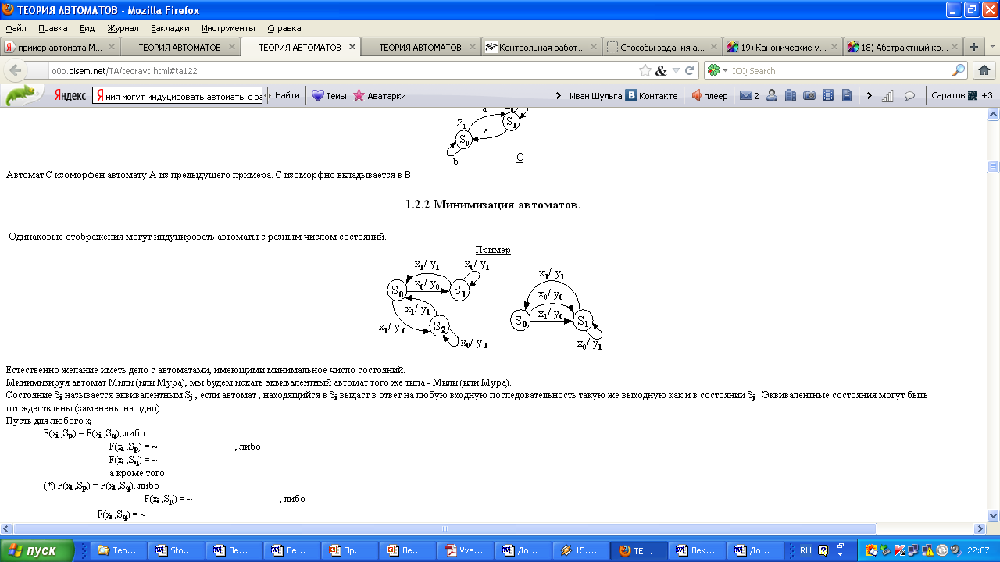 ТЕОРИЯ АВТОМАТОВ - Mozilla Firefox
Файл Правка Вид Журнал Закладки Инструменты Справка
пример автомата М... ТЕОРИЯ АВТОМАТОВ ТЕОРИЯ АВТОМАТОВ ТЕОРИЯ АВТОМАТОВ Контрольная работ... Способы задания а... 19) Канонические у... 18) Абстрактный ко...
o0o.pisem.net/TA/teoravt.html#ta122 ICQ Search
Яндекс ния могут индуцировать автоматы с ра Найти Темы Аватарки Иван Шульга Контакте плеер 2 Саратов +3
a
Z1 S1
a
S0
b C
Автомат С изоморфен автомату А из предыдущего примера. С изоморфно вкладывается в В.
1.2.2 Минимизация автоматов.
Одинаковые отображения могут индуцировать автоматы с разным числом состояний.
Пример
x1/ y1 x0/ y1 x1/ y1
S0 x0/ y0 S1 x0/ y0
x1/ y1 x1/ y0
x1/ y0 S2 S0 S1
x0/ y1 x0/ y1
Естественно желание иметь дело с автоматами, имеющими минимальное число состояний.
Минимизируя автомат Мили (или Мура), мы будем искать эквивалентный автомат того же типа - Мили (или Мура).
Состояние Si называется эквивалентным Sj , если автомат , находящийся в Si выдаст в ответ на любую входную последовательность такую же выходную как и в состоянии Sj . Эквивалентные состояния могут быть
отождествлены (заменены на одно).
Пусть для любого xi
F(xi ,Sp) = F(xi ,Sq), либо
F(xi ,Sp) = ~ , либо
F(xi ,Sq) = ~
а кроме того
(*) F(xi ,Sp) = F(xi ,Sq), либо
F(xi ,Sp) = ~ , либо
F(xi ,Sq) = ~
пуск Тео... Sto... Ле... Ле... Пр... Ле... Vve... До... 15.... ТЕ... Лек... До... RU 22:07